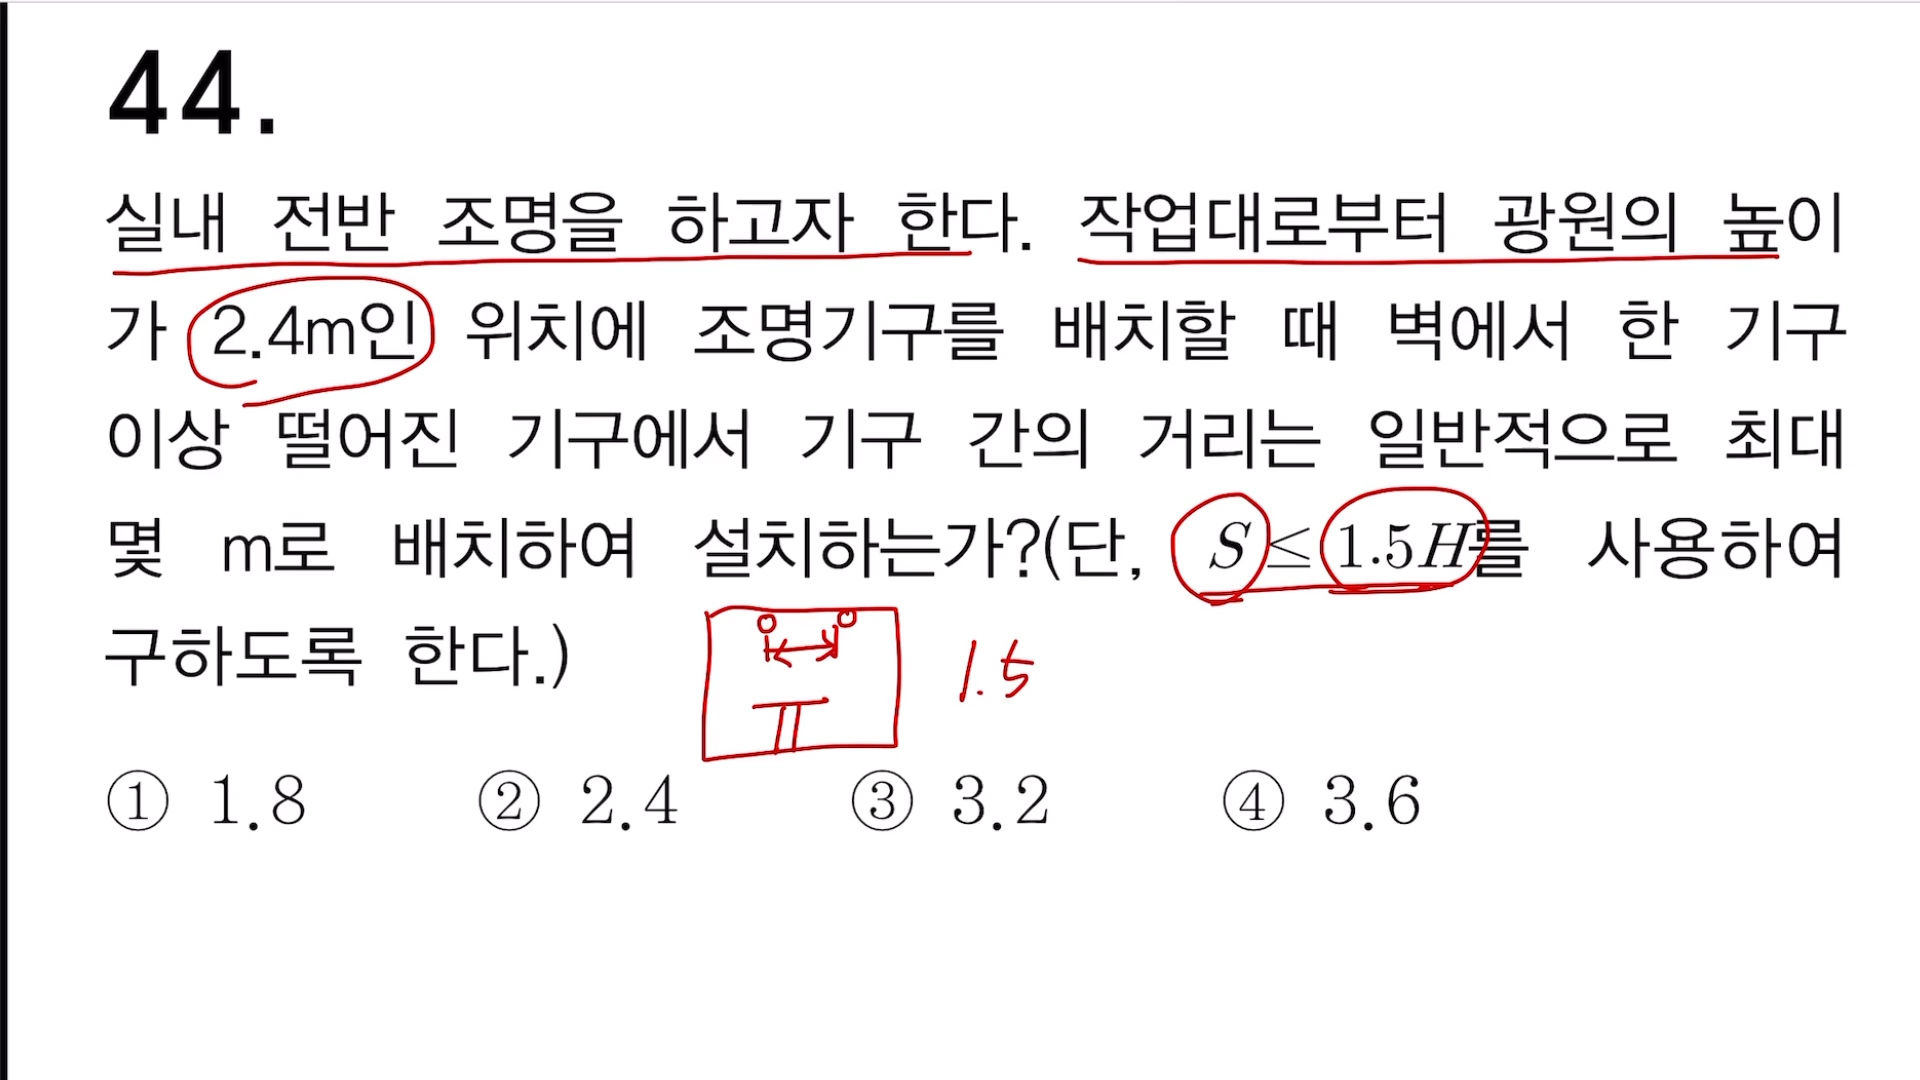 44.
실내 전반 조명을 하고자 한다. 작업대로부터 광원의 높이
가 2.4m인 위치에 조명기구를 배치할 때 벽에서 한 기구
이상 떨어진 기구에서 기구 간의 거리는 일반적으로 최대
몇 m로 배치하여 설치하는가?(단, S≤1.5H를 사용하여
구하도록 한다.)
1.5
① 1.8 ② 2.4 ③ 3.2 ④ 3.6